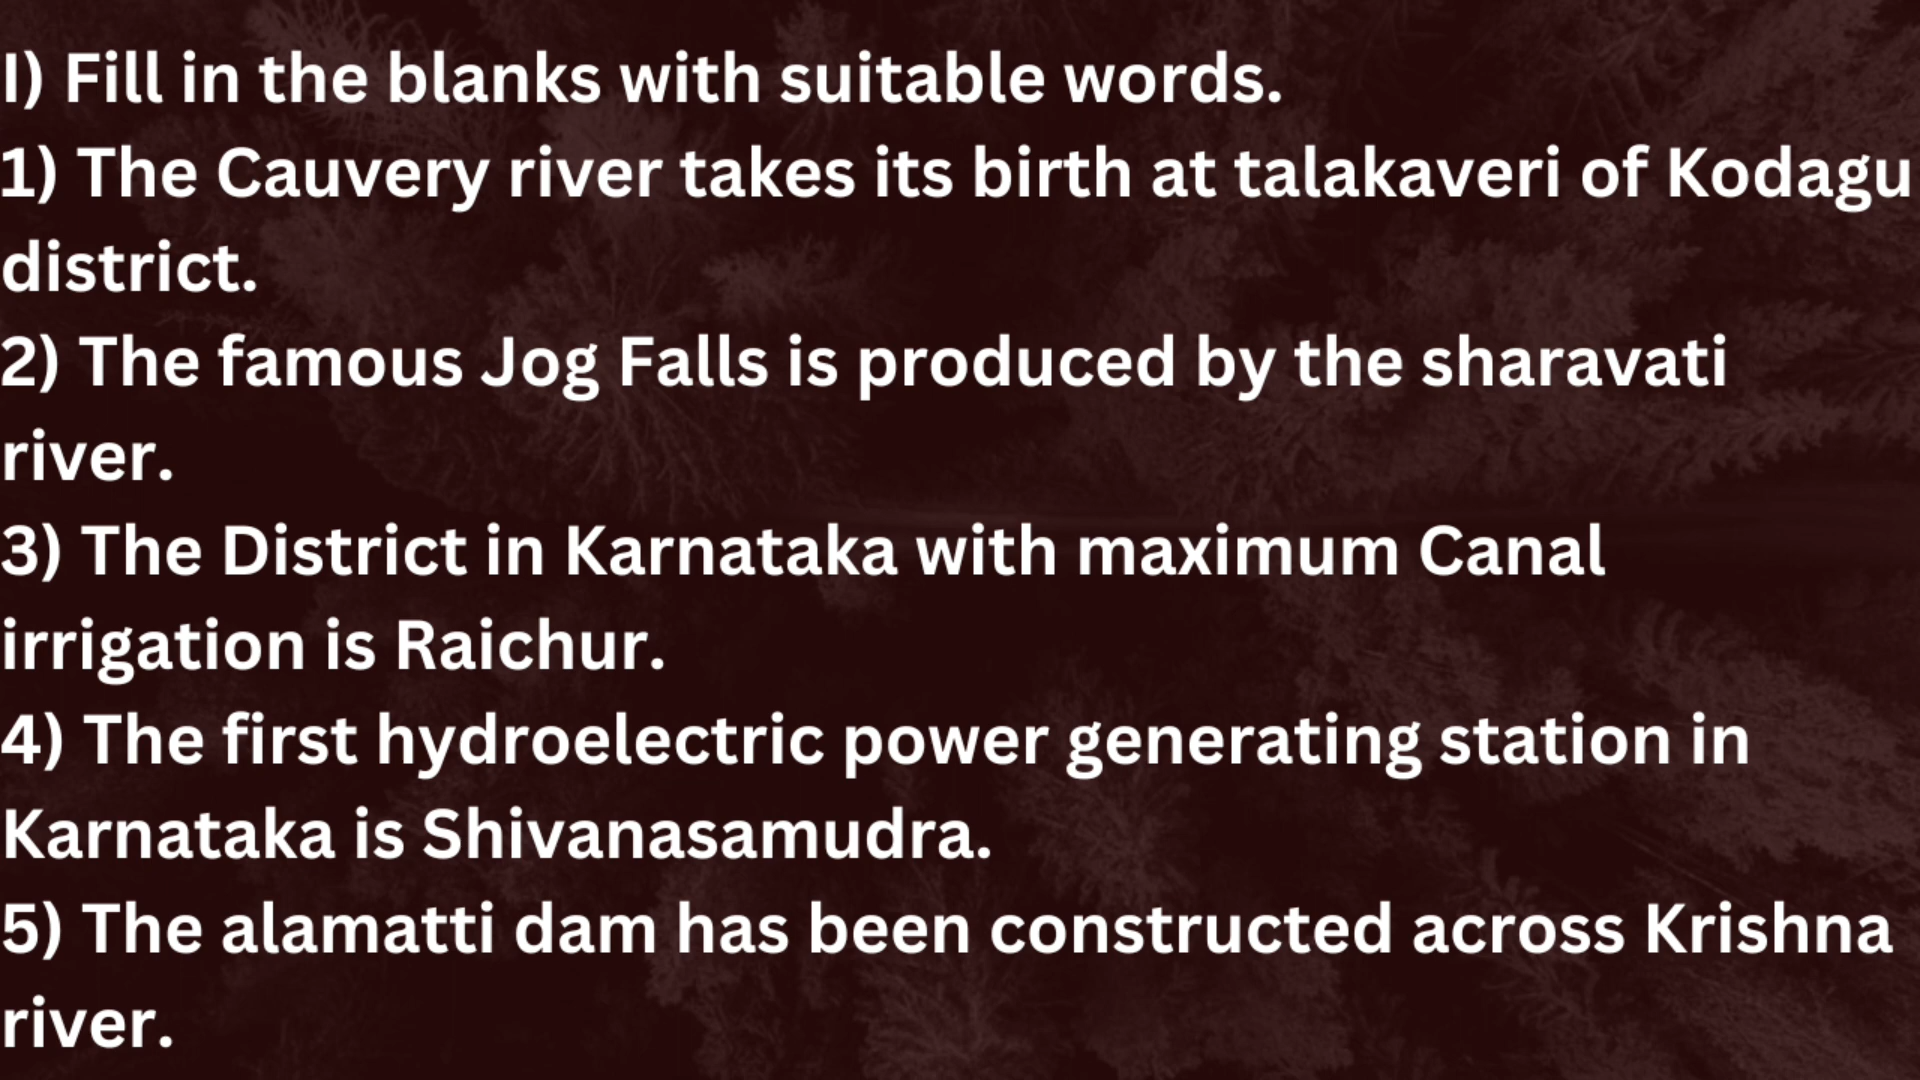 I) Fill in the blanks with suitable words.
1) The Cauvery river takes its birth at talakaveri of Kodagu
district.
2) The famous Jog Falls is produced by the sharavati
river.
3) The District in Karnataka with maximum Canal
irrigation is Raichur.
4) The first hydroelectric power generating station in
Karnataka is Shivanasamudra.
5) The alamatti dam has been constructed across Krishna
river.